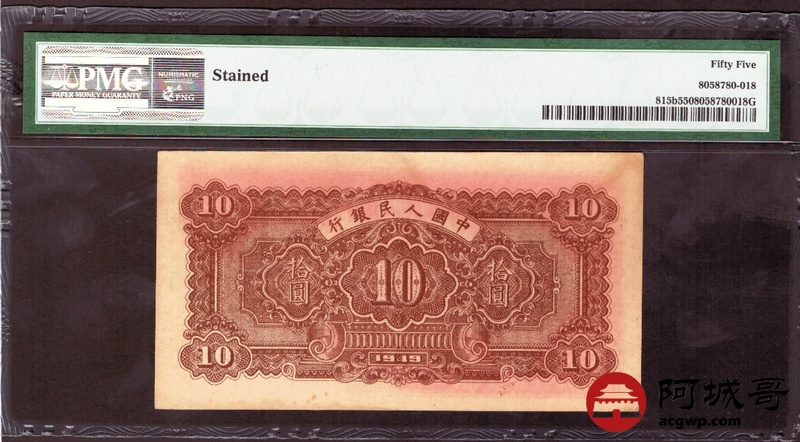 PMG
PAPER MONEY GUARANTY
NUMISMATIC
PNG
Stained
Fifty Five
8058780-018
815b5508058780018G
行銀民人國中
10
10
拾圓
10
拾圓
1949
10
10
阿城哥
acgwp.com